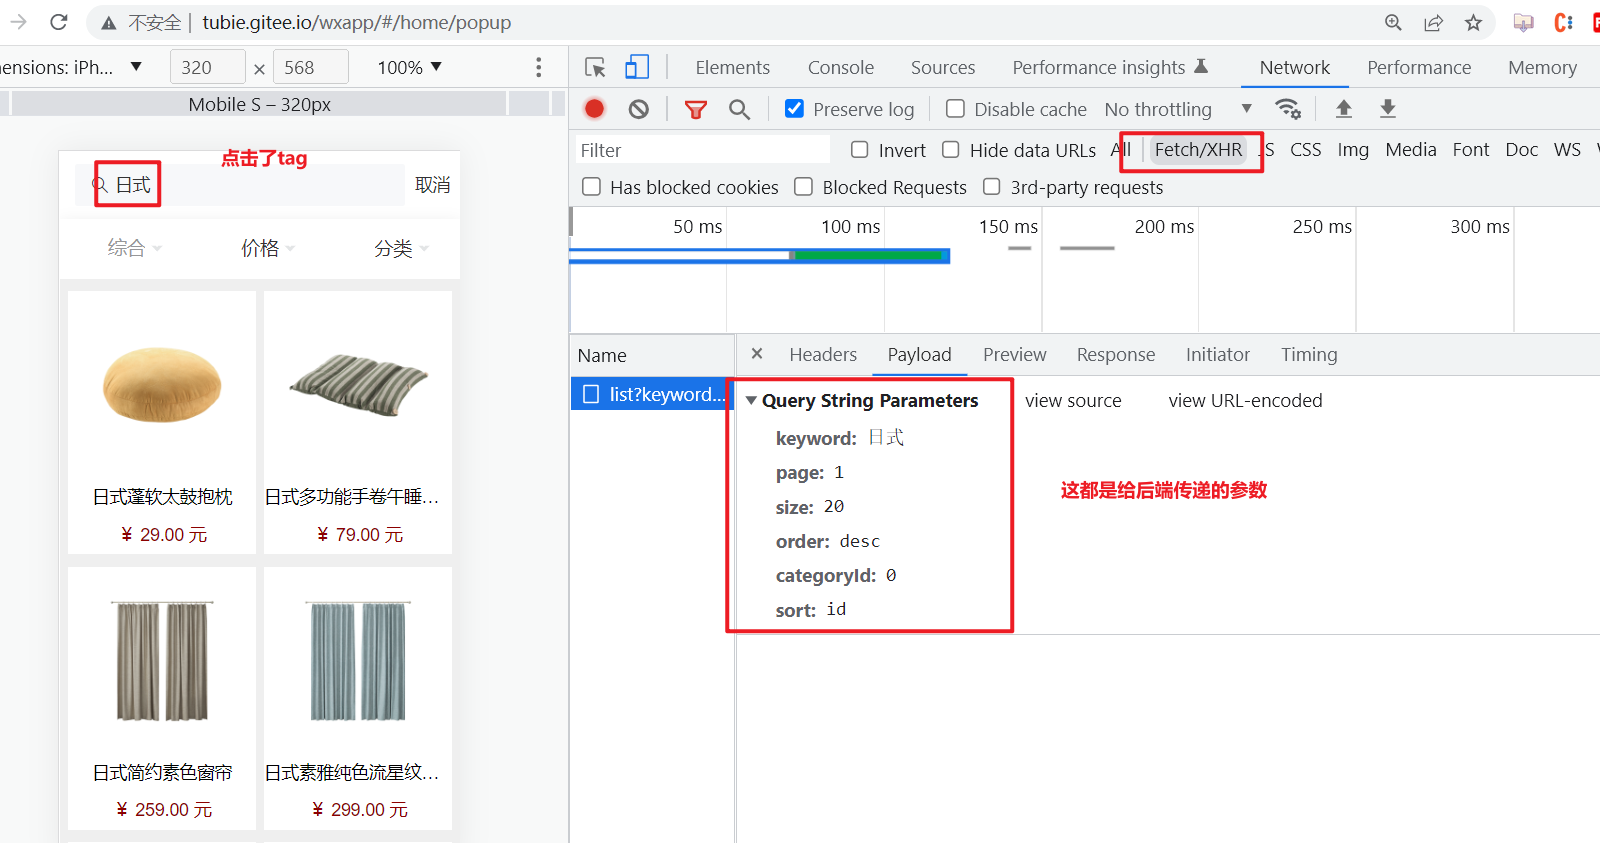 不安全 | tubie.gitee.io/wxapp/#/home/popup
ensions: iPh... ▼ 320 × 568 100% ▼
Mobile S – 320px
点击了tag
日式 取消
综合 价格 分类
日式蓬软太鼓抱枕 日式多功能手卷午睡...
¥ 29.00 元 ¥ 79.00 元
日式简约素色窗帘 日式素雅纯色流星纹...
¥ 259.00 元 ¥ 299.00 元
Elements Console Sources Performance insights Network Performance Memory
Preserve log Disable cache No throttling ▼
Filter Invert Hide data URLs All Fetch/XHR JS CSS Img Media Font Doc WS
Has blocked cookies Blocked Requests 3rd-party requests
50 ms 100 ms 150 ms 200 ms 250 ms 300 ms
Name × Headers Payload Preview Response Initiator Timing
list?keyword...
▼ Query String Parameters view source view URL-encoded
keyword: 日式
page: 1
size: 20
order: desc
categoryId: 0
sort: id
这都是给后端传递的参数